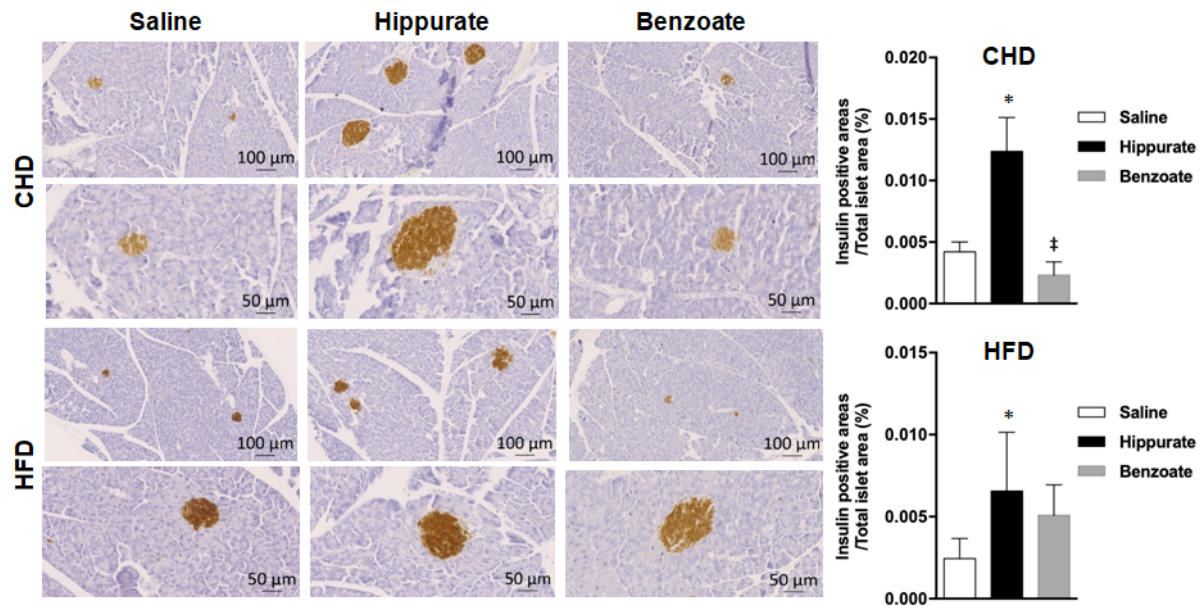 Saline Hippurate Benzoate
CHD
100 µm 100 µm 100 µm
50 µm 50 µm 50 µm
HFD
100 µm 100 µm 100 µm
50 µm 50 µm 50 µm
CHD
Insulin positive areas
/Total islet area (%)
0.020
0.015
0.010
0.005
0.000
*
‡
Saline
Hippurate
Benzoate
HFD
Insulin positive areas
/Total islet area (%)
0.015
0.010
0.005
0.000
*
Saline
Hippurate
Benzoate